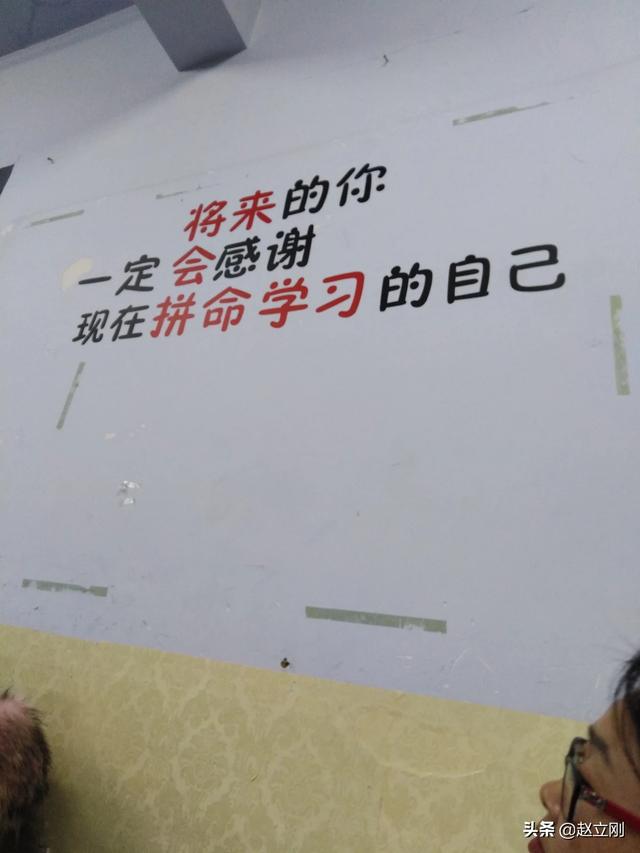 将来的你
一定会感谢
现在拼命学习的自己
头条 @赵立刚